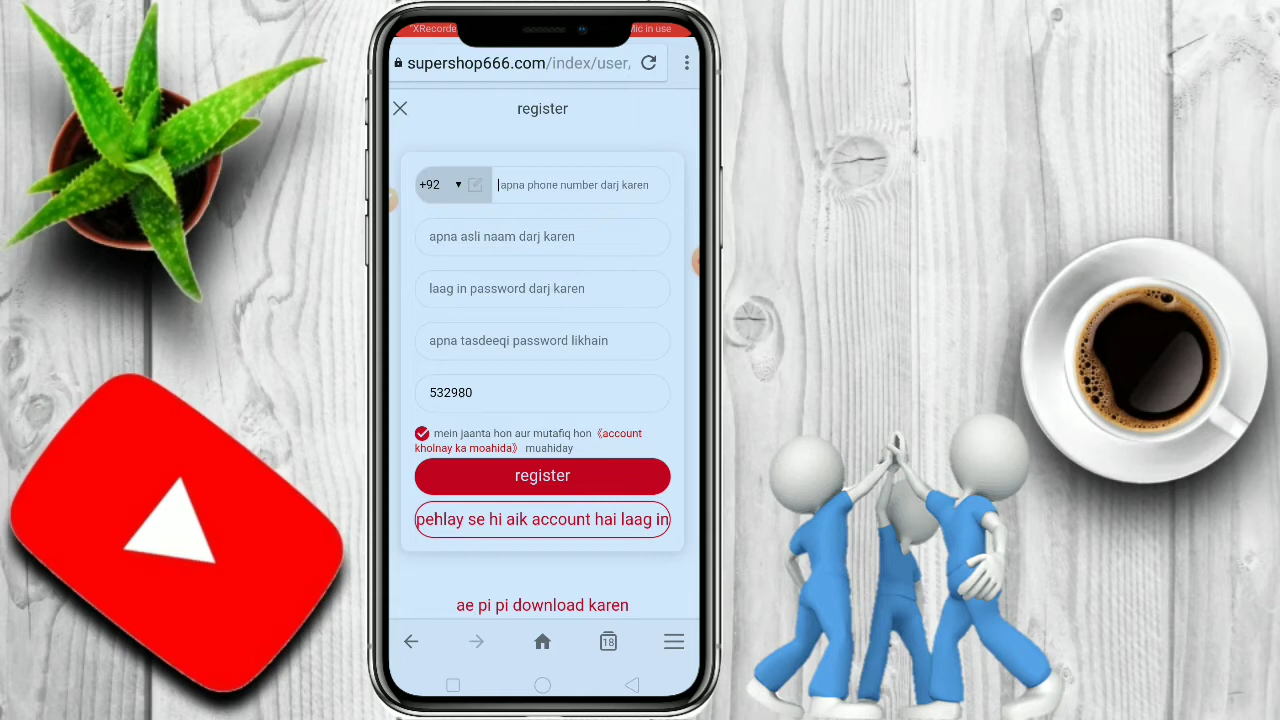 "XRecorde
Mic in use
supershop666.com/index/user,
register
+92 ▼ apna phone number darj karen
apna asli naam darj karen
laag in password darj karen
apna tasdeeqi password likhain
532980
mein jaanta hon aur mutafiq hon《account
kholnay ka moahida》 muahiday
register
pehlay se hi aik account hai laag in
ae pi pi download karen
18